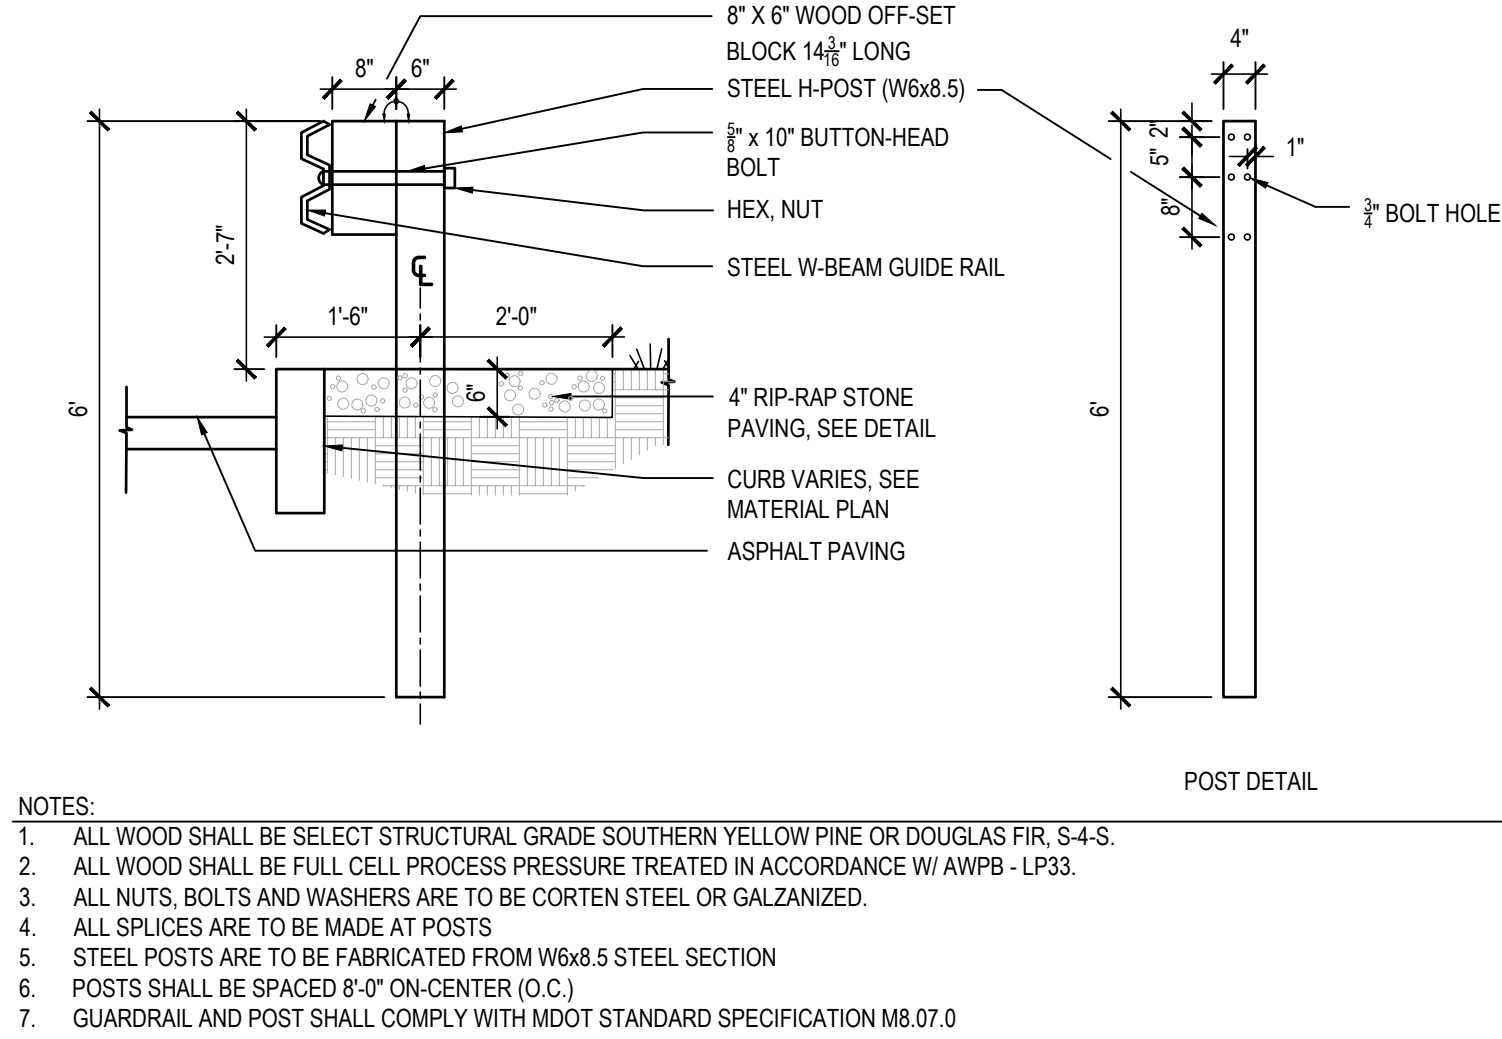 8" X 6" WOOD OFF-SET
BLOCK 14 3/16" LONG
STEEL H-POST (W6x8.5)
5/8" x 10" BUTTON-HEAD
BOLT
HEX, NUT
STEEL W-BEAM GUIDE RAIL
4" RIP-RAP STONE
PAVING, SEE DETAIL
CURB VARIES, SEE
MATERIAL PLAN
ASPHALT PAVING
8"
6"
2'-7"
CL
1'-6"
2'-0"
6"
6'
4"
2"
5"
8"
1"
3/4" BOLT HOLE
6'
POST DETAIL
NOTES:
1. ALL WOOD SHALL BE SELECT STRUCTURAL GRADE SOUTHERN YELLOW PINE OR DOUGLAS FIR, S-4-S.
2. ALL WOOD SHALL BE FULL CELL PROCESS PRESSURE TREATED IN ACCORDANCE W/ AWPB - LP33.
3. ALL NUTS, BOLTS AND WASHERS ARE TO BE CORTEN STEEL OR GALZANIZED.
4. ALL SPLICES ARE TO BE MADE AT POSTS
5. STEEL POSTS ARE TO BE FABRICATED FROM W6x8.5 STEEL SECTION
6. POSTS SHALL BE SPACED 8'-0" ON-CENTER (O.C.)
7. GUARDRAIL AND POST SHALL COMPLY WITH MDOT STANDARD SPECIFICATION M8.07.0